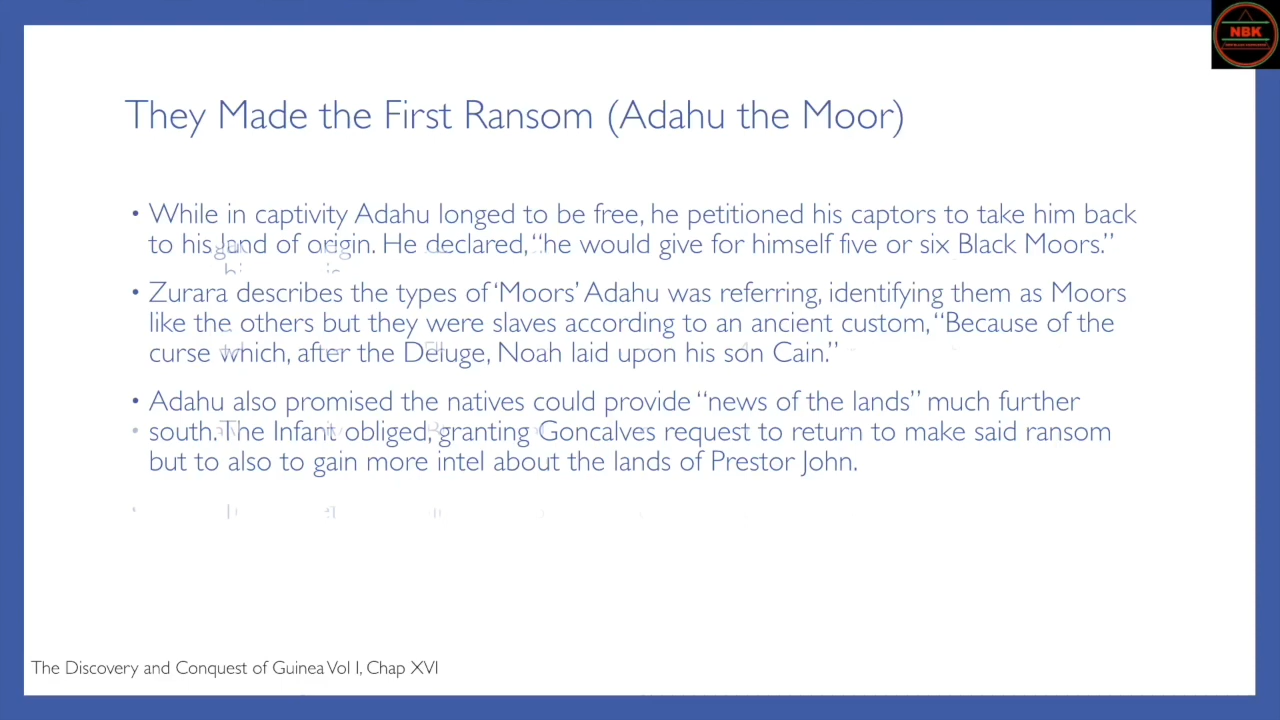 NBK
They Made the First Ransom (Adahu the Moor)
• While in captivity Adahu longed to be free, he petitioned his captors to take him back
to his land of origin. He declared, “he would give for himself five or six Black Moors.”
• Zurara describes the types of ‘Moors’ Adahu was referring, identifying them as Moors
like the others but they were slaves according to an ancient custom, “Because of the
curse which, after the Deluge, Noah laid upon his son Cain.”
• Adahu also promised the natives could provide “news of the lands” much further
• south. The Infant obliged, granting Goncalves request to return to make said ransom
but to also to gain more intel about the lands of Prestor John.
The Discovery and Conquest of Guinea Vol I, Chap XVI